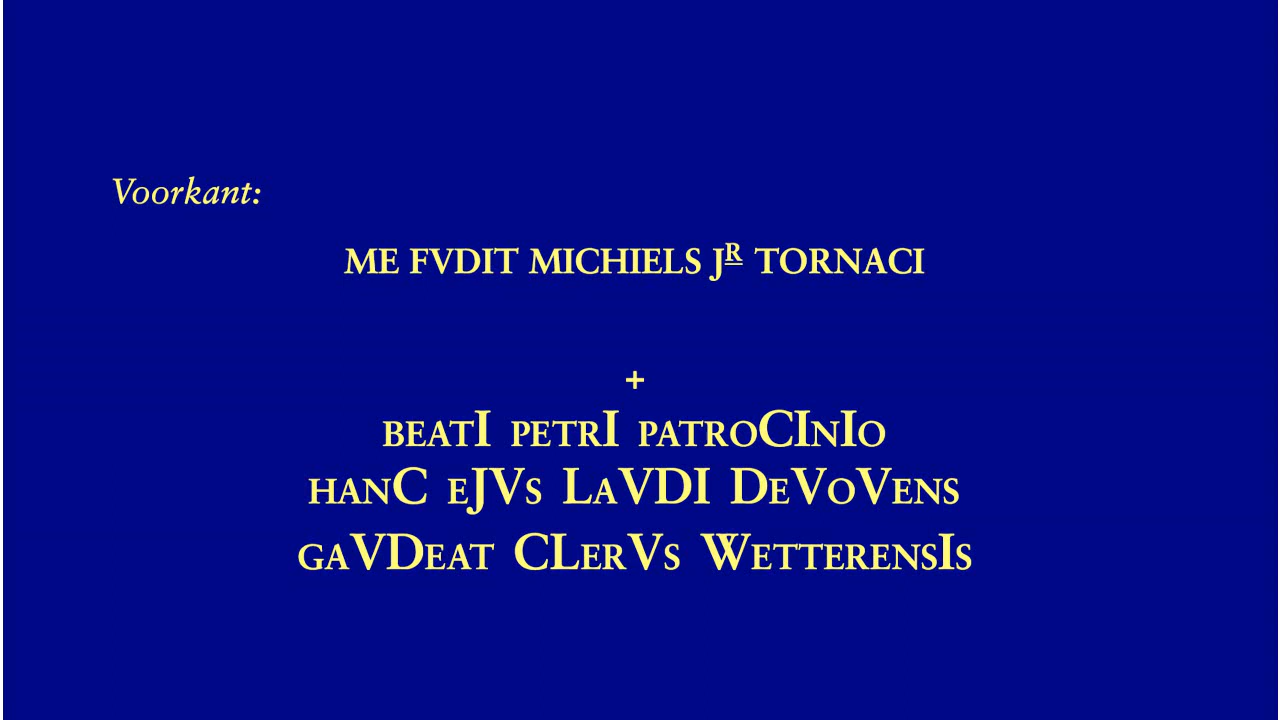 Voorkant:
ME FVDIT MICHIELS Jᴿ TORNACI
+
BEATI PETRI PATROCINIO
HANC EJVS LAVDI DEVOVENS
GAVDEAT CLERVS WETTERENSIS